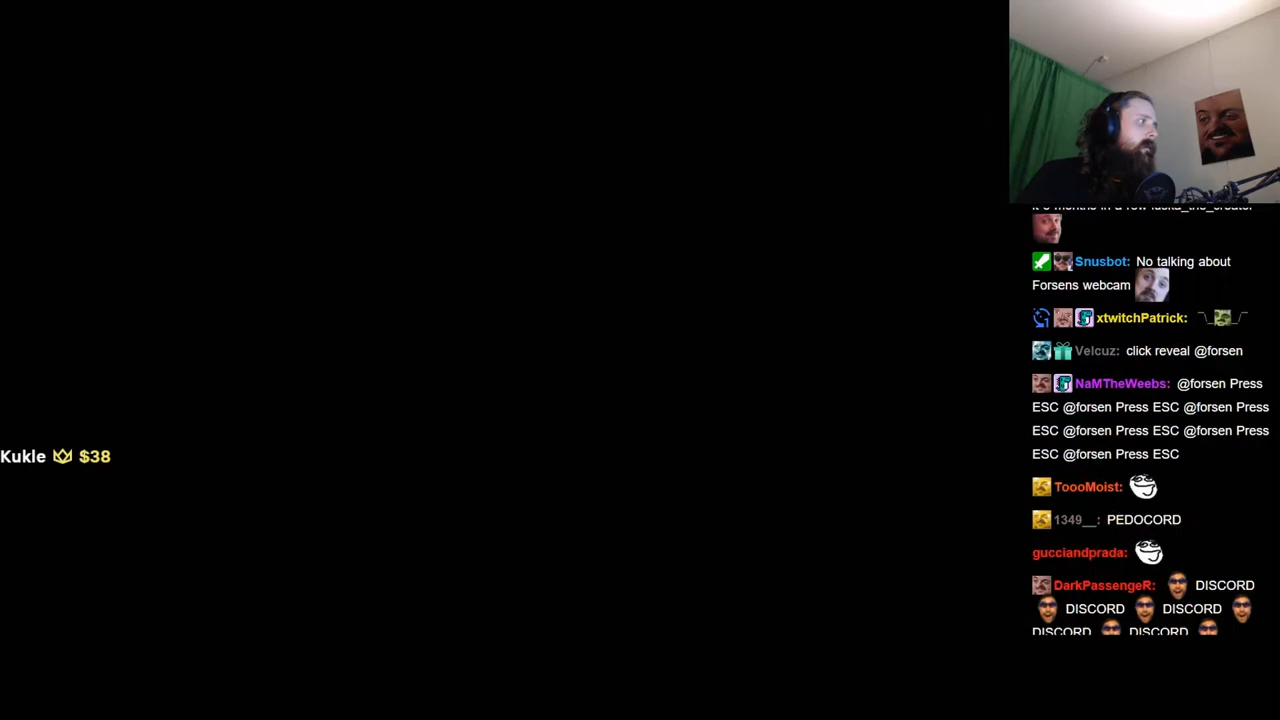 Snusbot: No talking about
Forsens webcam
xtwitchPatrick:
Velcuz: click reveal @forsen
NaMTheWeebs: @forsen Press
ESC @forsen Press ESC @forsen Press
ESC @forsen Press ESC @forsen Press
ESC @forsen Press ESC
Kukle $38
ToooMoist:
1349__: PEDOCORD
gucciandprada:
DarkPassengeR: DISCORD
DISCORD DISCORD
DISCORD DISCORD